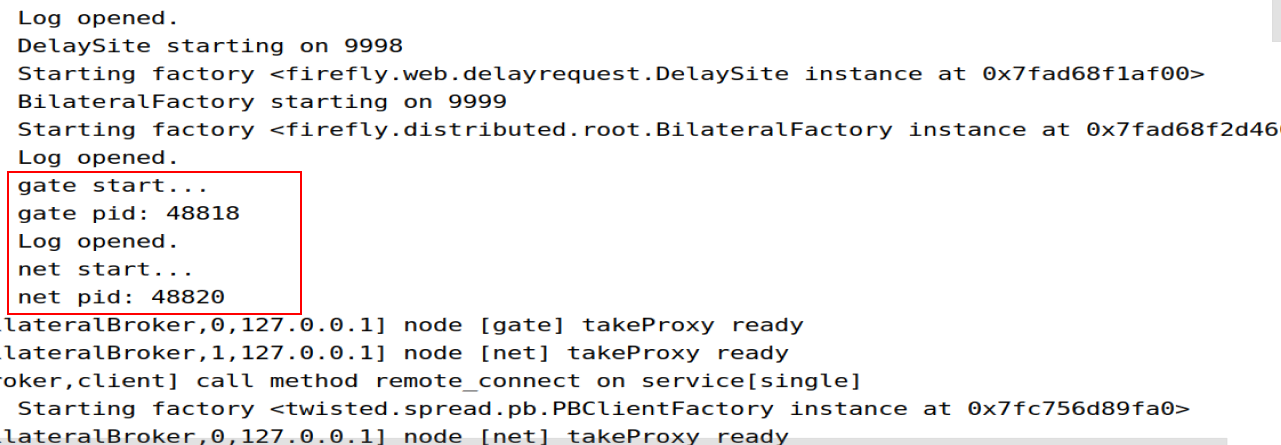 Log opened.
DelaySite starting on 9998
Starting factory <firefly.web.delayrequest.DelaySite instance at 0x7fad68f1af00>
BilateralFactory starting on 9999
Starting factory <firefly.distributed.root.BilateralFactory instance at 0x7fad68f2d46
Log opened.
gate start...
gate pid: 48818
Log opened.
net start...
net pid: 48820
lateralBroker,0,127.0.0.1] node [gate] takeProxy ready
lateralBroker,1,127.0.0.1] node [net] takeProxy ready
oker,client] call method remote_connect on service[single]
Starting factory <twisted.spread.pb.PBClientFactory instance at 0x7fc756d89fa0>
lateralBroker,0,127.0.0.1] node [net] takeProxy ready